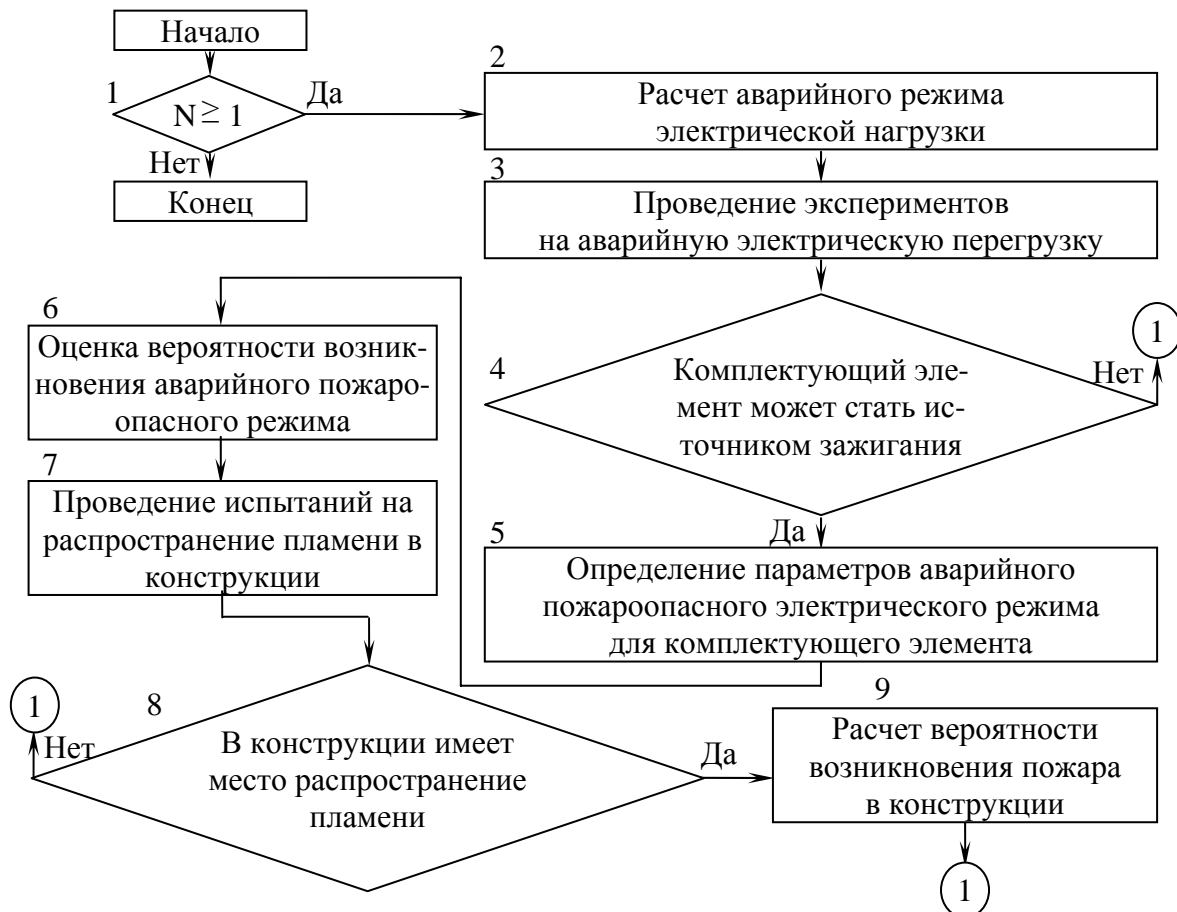 Начало
1
N ≥ 1
Да
Нет
Конец
2
Расчет аварийного режима
электрической нагрузки
3
Проведение экспериментов
на аварийную электрическую перегрузку
4
Комплектующий эле-
мент может стать ис-
точником зажигания
Нет
1
Да
5
Определение параметров аварийного
пожароопасного электрического режима
для комплектующего элемента
6
Оценка вероятности возник-
новения аварийного пожаро-
опасного режима
7
Проведение испытаний на
распространение пламени в
конструкции
8
В конструкции имеет
место распространение
пламени
Нет
1
Да
9
Расчет вероятности
возникновения пожара
в конструкции
1